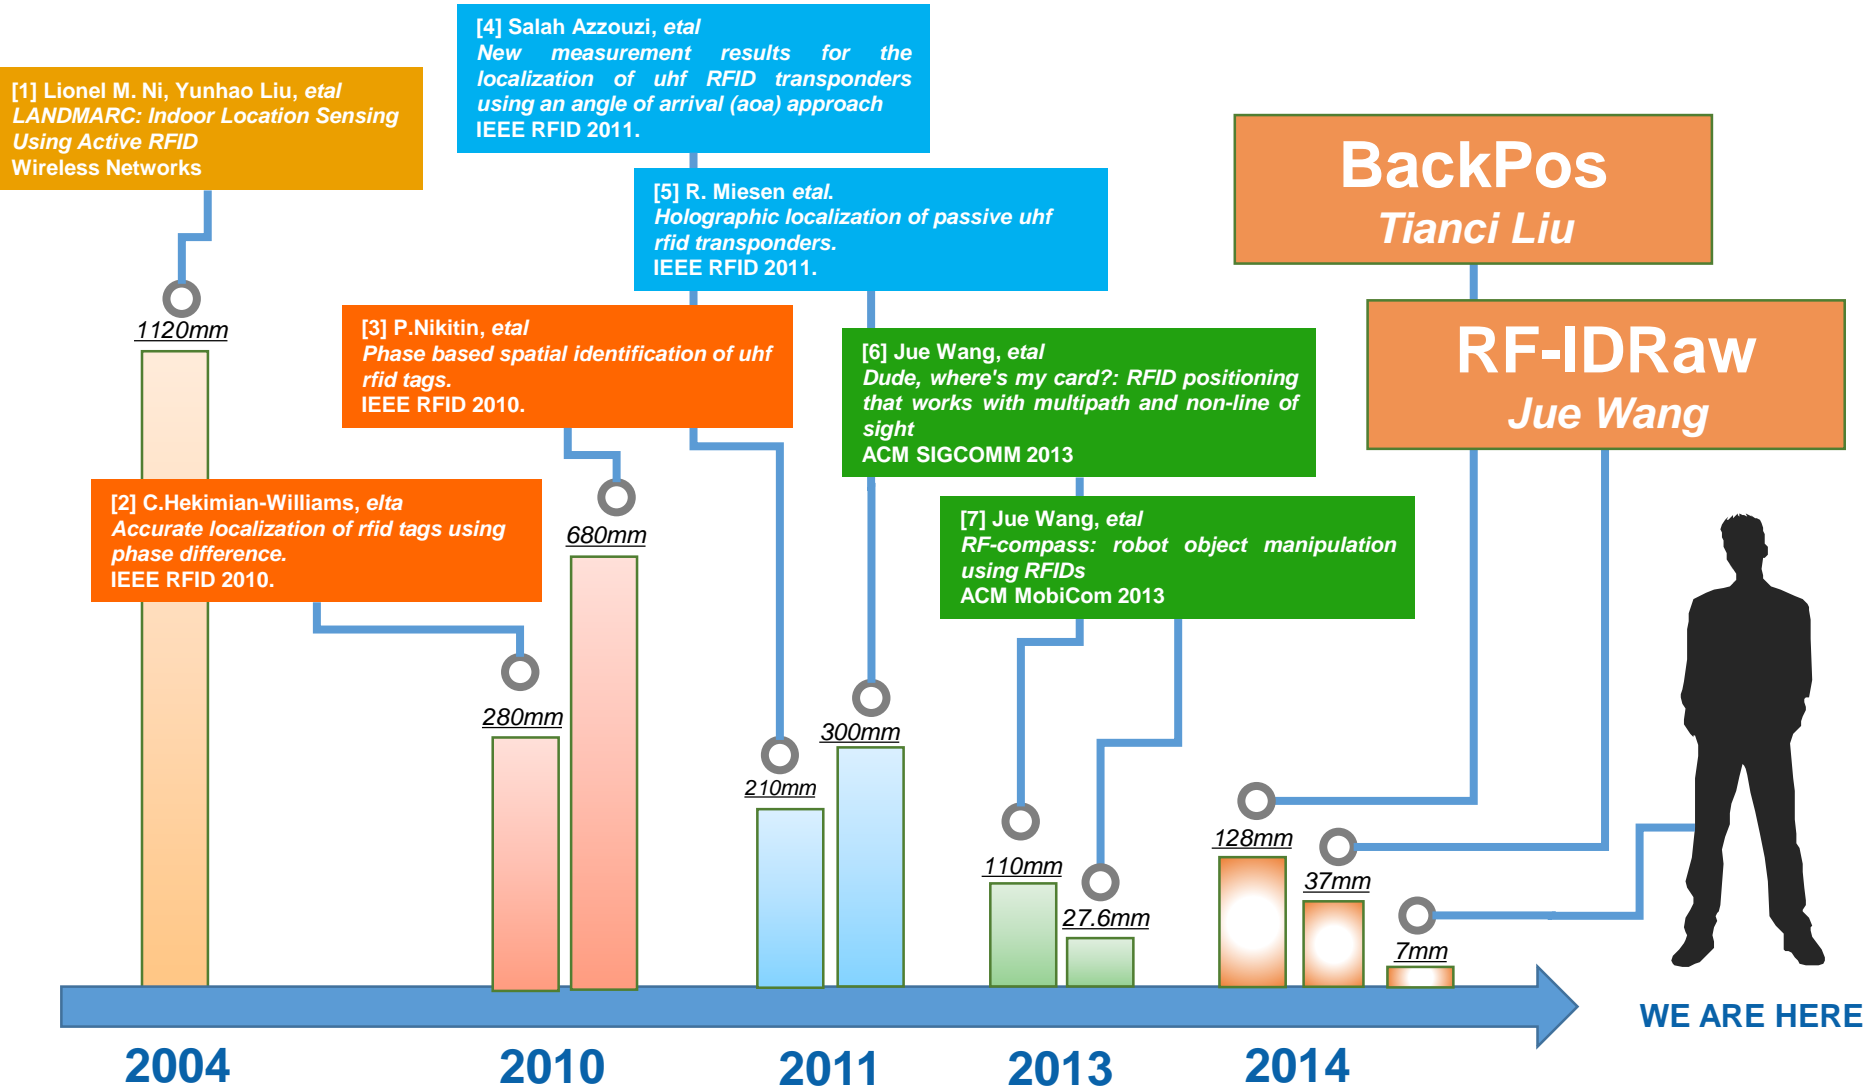 [1] Lionel M. Ni, Yunhao Liu, etal
LANDMARC: Indoor Location Sensing
Using Active RFID
Wireless Networks
[4] Salah Azzouzi, etal
New measurement results for the
localization of uhf RFID transponders
using an angle of arrival (aoa) approach
IEEE RFID 2011.
[5] R. Miesen etal.
Holographic localization of passive uhf
rfid transponders.
IEEE RFID 2011.
BackPos
Tianci Liu
[3] P.Nikitin, etal
Phase based spatial identification of uhf
rfid tags.
IEEE RFID 2010.
[6] Jue Wang, etal
Dude, where's my card?: RFID positioning
that works with multipath and non-line of
sight
ACM SIGCOMM 2013
RF-IDRaw
Jue Wang
[2] C.Hekimian-Williams, elta
Accurate localization of rfid tags using
phase difference.
IEEE RFID 2010.
[7] Jue Wang, etal
RF-compass: robot object manipulation
using RFIDs
ACM MobiCom 2013
1120mm
280mm
680mm
210mm
300mm
110mm
27.6mm
128mm
37mm
7mm
WE ARE HERE
2004
2010
2011
2013
2014